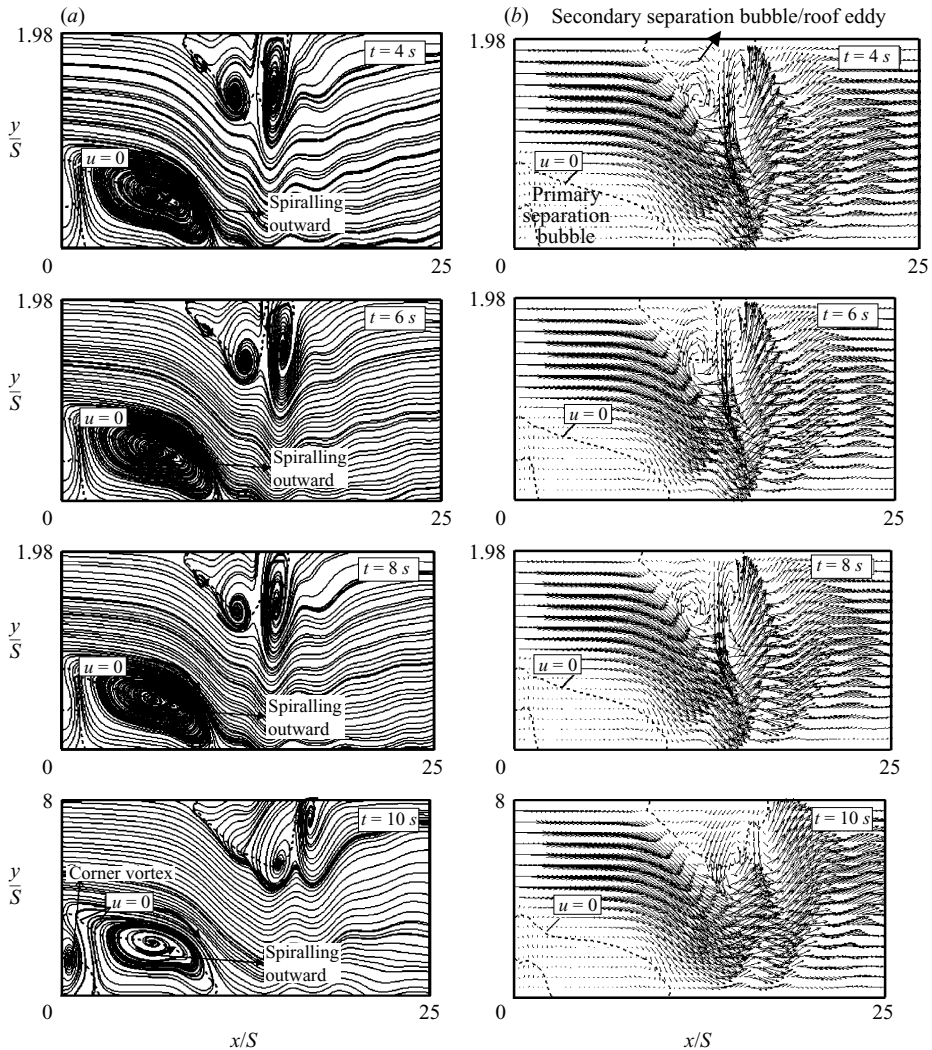 (a)
(b)
Secondary separation bubble/roof eddy
1.98
t = 4 s
y/S
u = 0
Spiralling
outward
0
25
1.98
t = 4 s
u = 0
Primary
separation
bubble
0
25
1.98
t = 6 s
y/S
u = 0
Spiralling
outward
0
25
1.98
t = 6 s
u = 0
0
25
1.98
t = 8 s
y/S
u = 0
Spiralling
outward
0
25
1.98
t = 8 s
u = 0
0
25
8
t = 10 s
y/S
Corner vortex
u = 0
Spiralling
outward
0
25
x/S
8
t = 10 s
u = 0
0
25
x/S